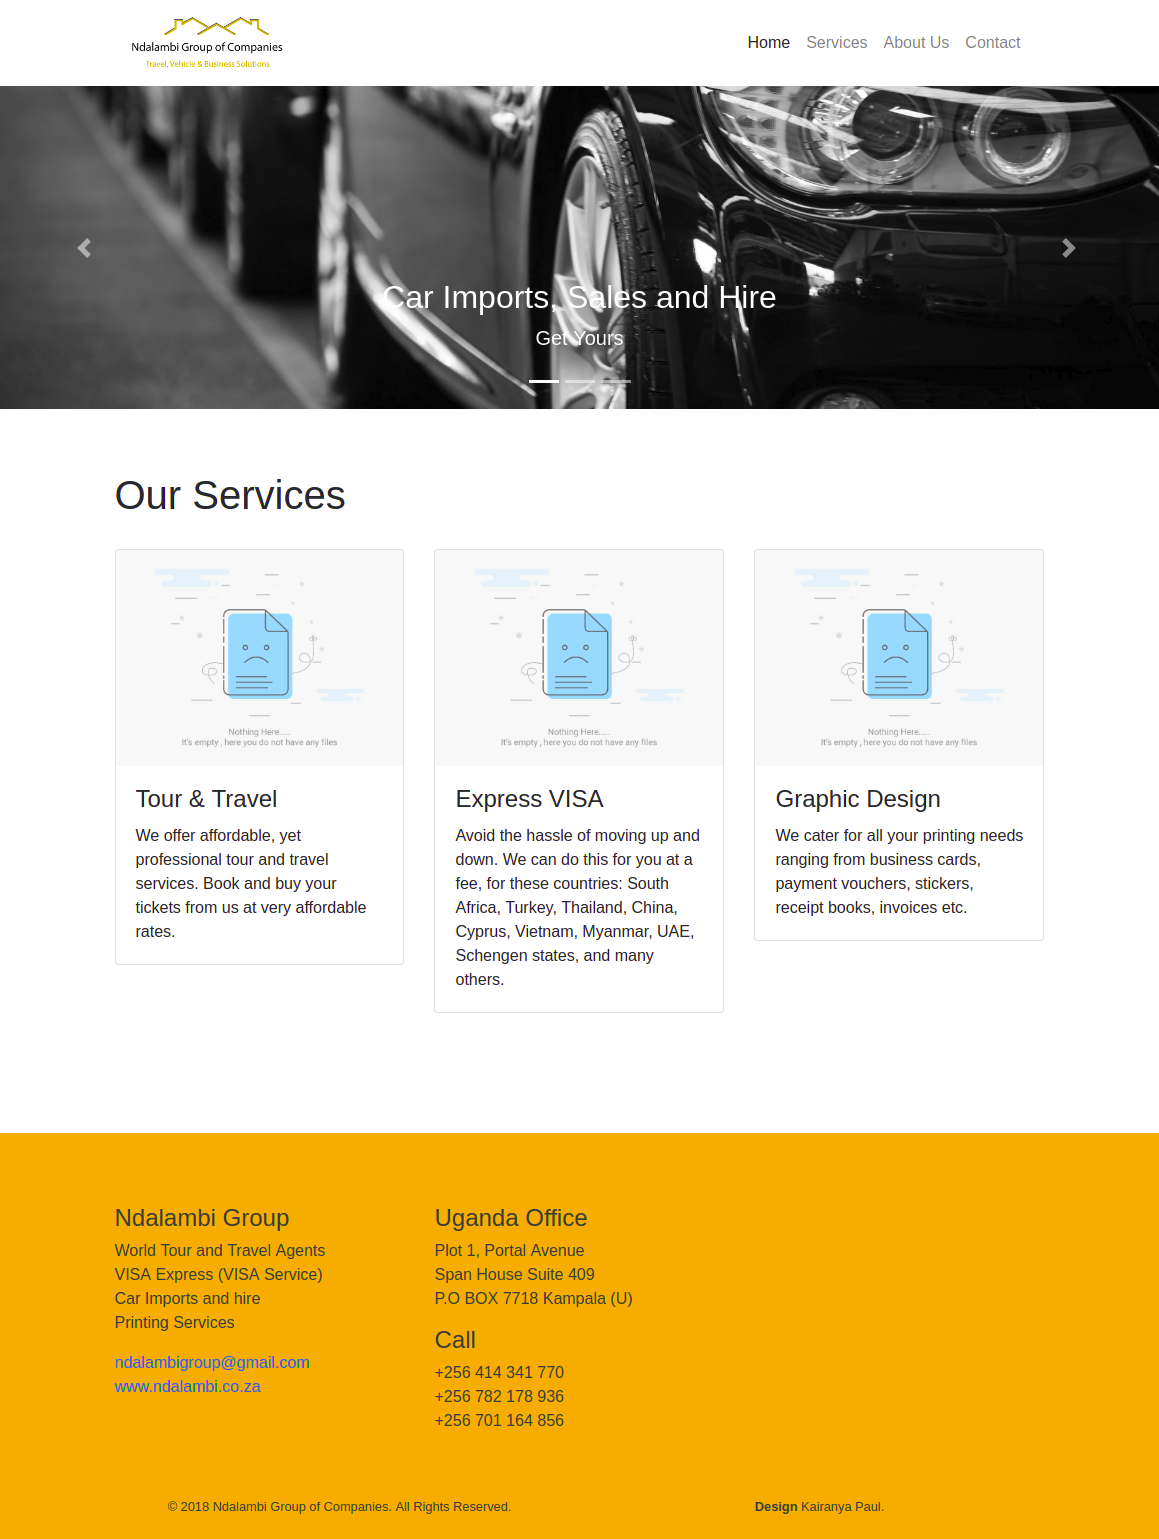 Ndalambi Group of Companies
Travel, Vehicle & Business Solutions
Home Services About Us Contact
Car Imports, Sales and Hire
Get Yours
Our Services
Nothing Here.....
It's empty , here you do not have any files
Tour & Travel
We offer affordable, yet
professional tour and travel
services. Book and buy your
tickets from us at very affordable
rates.
Nothing Here.....
It's empty , here you do not have any files
Express VISA
Avoid the hassle of moving up and
down. We can do this for you at a
fee, for these countries: South
Africa, Turkey, Thailand, China,
Cyprus, Vietnam, Myanmar, UAE,
Schengen states, and many
others.
Nothing Here.....
It's empty , here you do not have any files
Graphic Design
We cater for all your printing needs
ranging from business cards,
payment vouchers, stickers,
receipt books, invoices etc.
Ndalambi Group
World Tour and Travel Agents
VISA Express (VISA Service)
Car Imports and hire
Printing Services
ndalambigroup@gmail.com
www.ndalambi.co.za
Uganda Office
Plot 1, Portal Avenue
Span House Suite 409
P.O BOX 7718 Kampala (U)
Call
+256 414 341 770
+256 782 178 936
+256 701 164 856
© 2018 Ndalambi Group of Companies. All Rights Reserved.
Design Kairanya Paul.